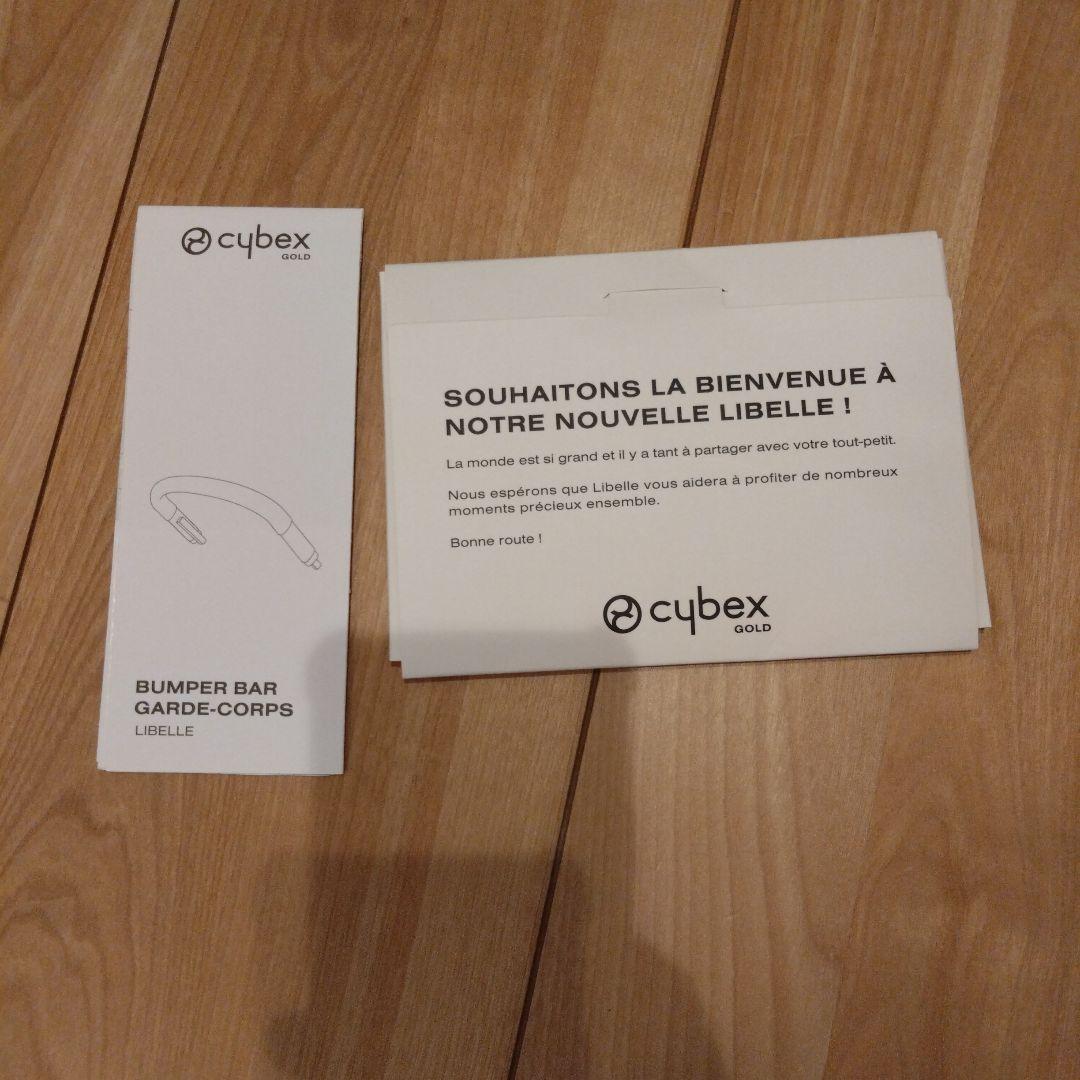 cybex
GOLD
BUMPER BAR
GARDE-CORPS
LIBELLE
SOUHAITONS LA BIENVENUE À
NOTRE NOUVELLE LIBELLE !
La monde est si grand et il y a tant à partager avec votre tout-petit.
Nous espérons que Libelle vous aidera à profiter de nombreux
moments précieux ensemble.
Bonne route !
cybex
GOLD